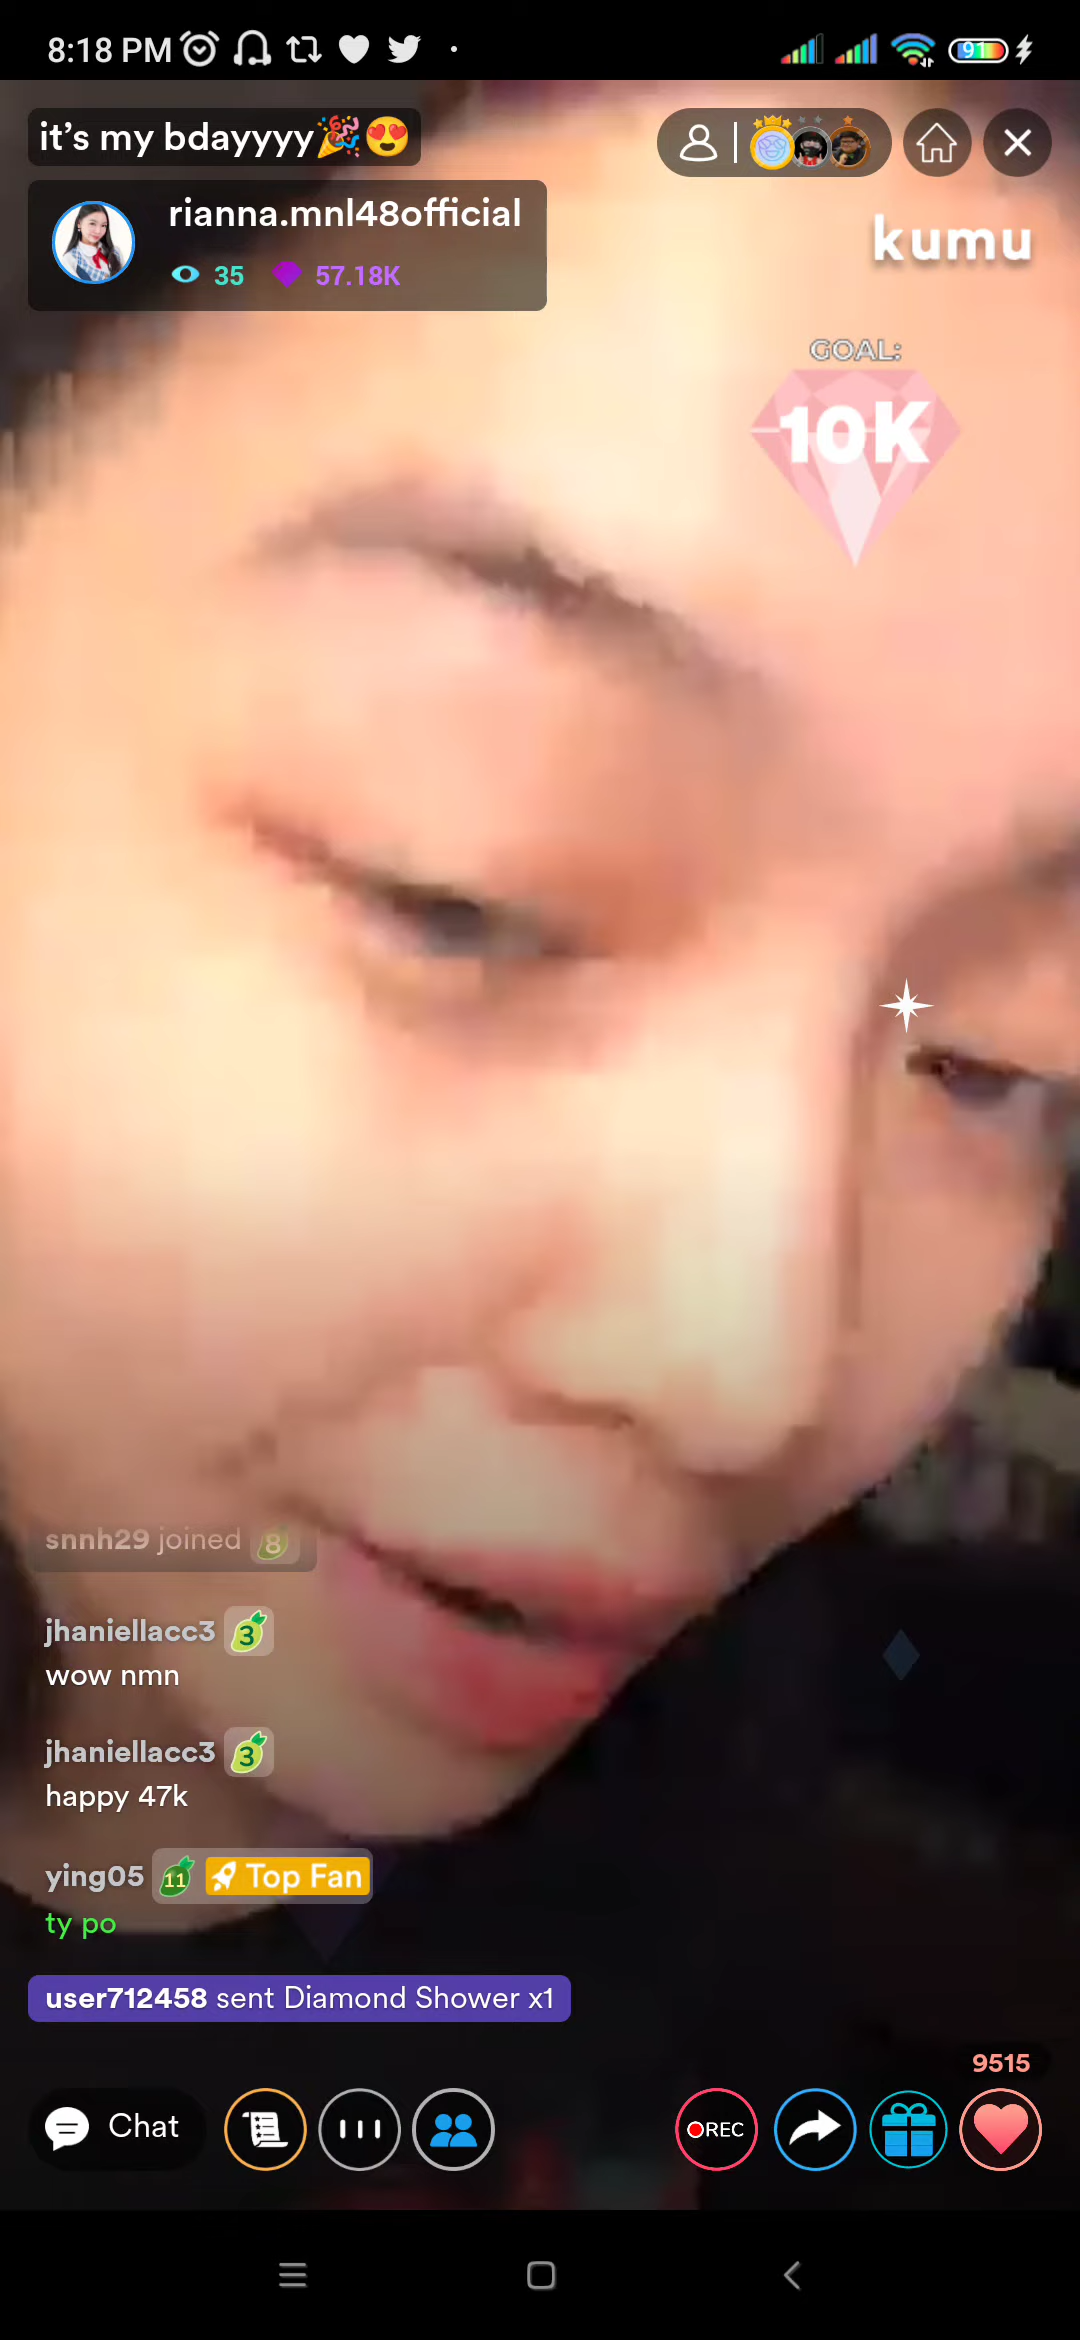 8:18 PM
91
it’s my bdayyyy🎉😍
rianna.mnl48official
35 57.18K
kumu
GOAL:
10K
snnh29 joined 8
jhaniellacc3 3
wow nmn
jhaniellacc3 3
happy 47k
ying05 11 Top Fan
ty po
user712458 sent Diamond Shower x1
9515
Chat
REC